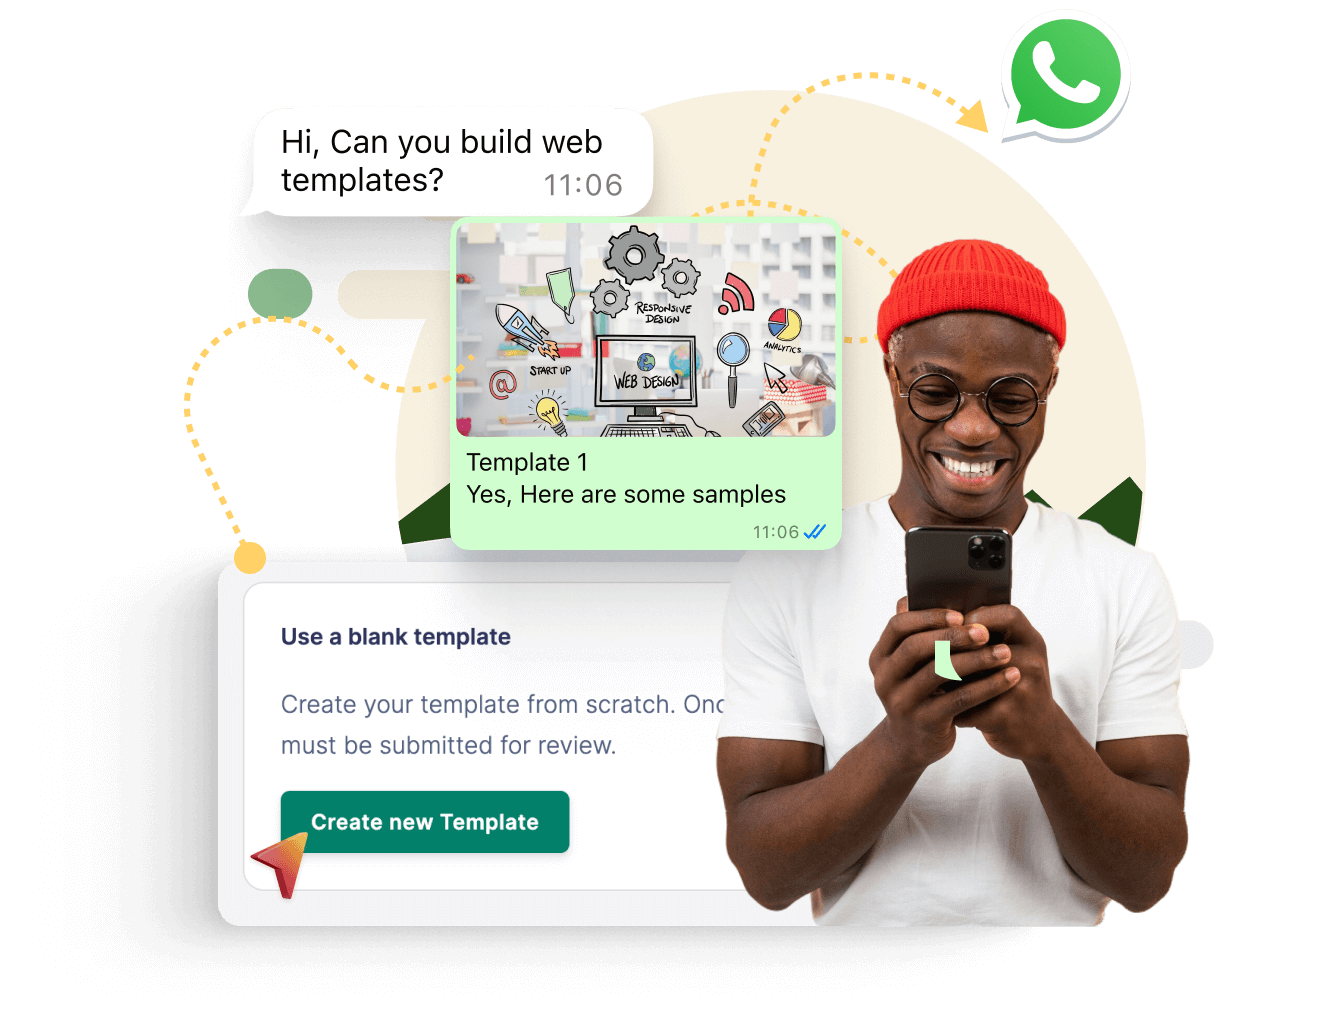 Hi, Can you build web
templates?
11:06
RESPONSIVE
DESIGN
ANALYTICS
START UP
WEB DESIGN
@
Template 1
Yes, Here are some samples
11:06
Use a blank template
Create your template from scratch.
must be submitted for review.
Create new Template